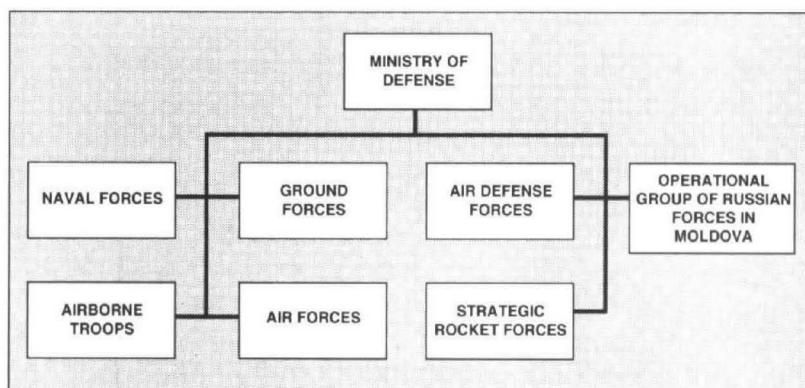 MINISTRY OF
DEFENSE
NAVAL FORCES
GROUND
FORCES
AIR DEFENSE
FORCES
OPERATIONAL
GROUP OF RUSSIAN
FORCES IN
MOLDOVA
AIRBORNE
TROOPS
AIR FORCES
STRATEGIC
ROCKET FORCES